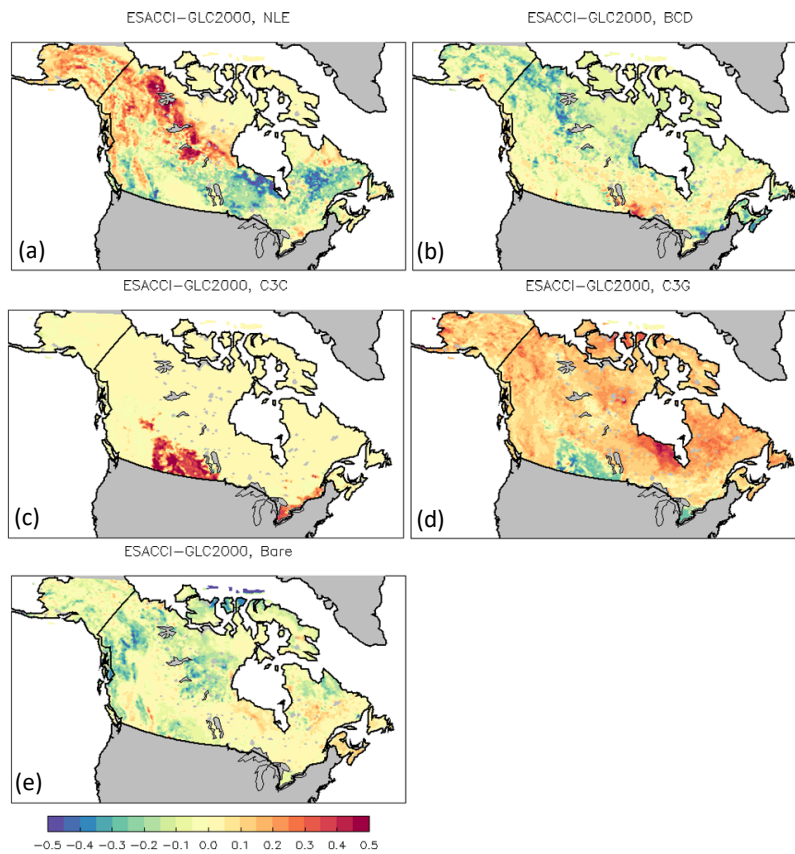 ESACCI−GLC2000, NLE
ESACCI−GLC2000, BCD
(a)
(b)
ESACCI−GLC2000, C3C
ESACCI−GLC2000, C3G
(c)
(d)
ESACCI−GLC2000, Bare
(e)
−0.5 −0.4 −0.3 −0.2 −0.1 0.0 0.1 0.2 0.3 0.4 0.5